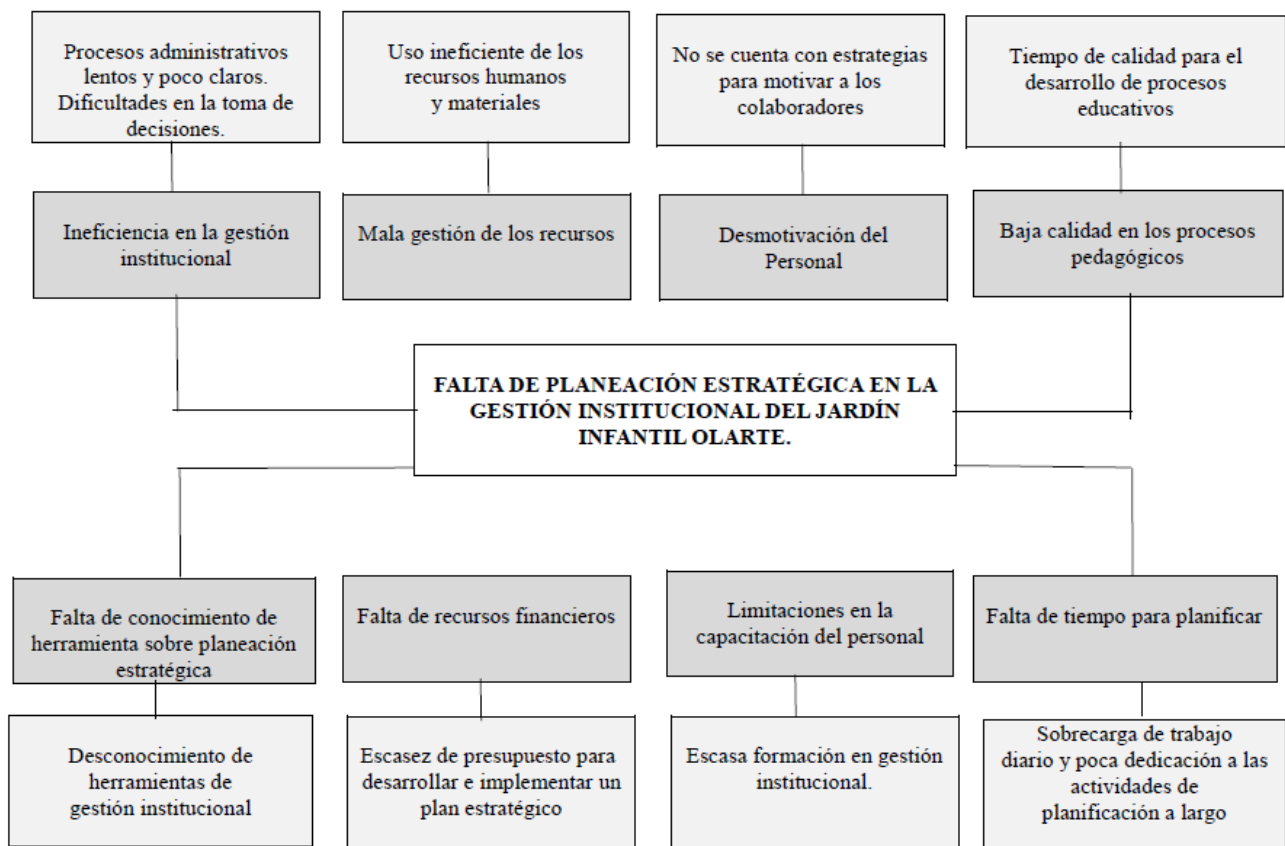 Procesos administrativos
lentos y poco claros.
Dificultades en la toma de
decisiones.
Uso ineficiente de los
recursos humanos
y materiales
No se cuenta con estrategias
para motivar a los
colaboradores
Tiempo de calidad para el
desarrollo de procesos
educativos
Ineficiencia en la gestión
institucional
Mala gestión de los recursos
Desmotivación del
Personal
Baja calidad en los procesos
pedagógicos
FALTA DE PLANEACIÓN ESTRATÉGICA EN LA
GESTIÓN INSTITUCIONAL DEL JARDÍN
INFANTIL OLARTE.
Falta de conocimiento de
herramienta sobre planeación
estratégica
Falta de recursos financieros
Limitaciones en la
capacitación del personal
Falta de tiempo para planificar
Desconocimiento de
herramientas de
gestión institucional
Escasez de presupuesto para
desarrollar e implementar un
plan estratégico
Escasa formación en gestión
institucional.
Sobrecarga de trabajo
diario y poca dedicación a las
actividades de
planificación a largo